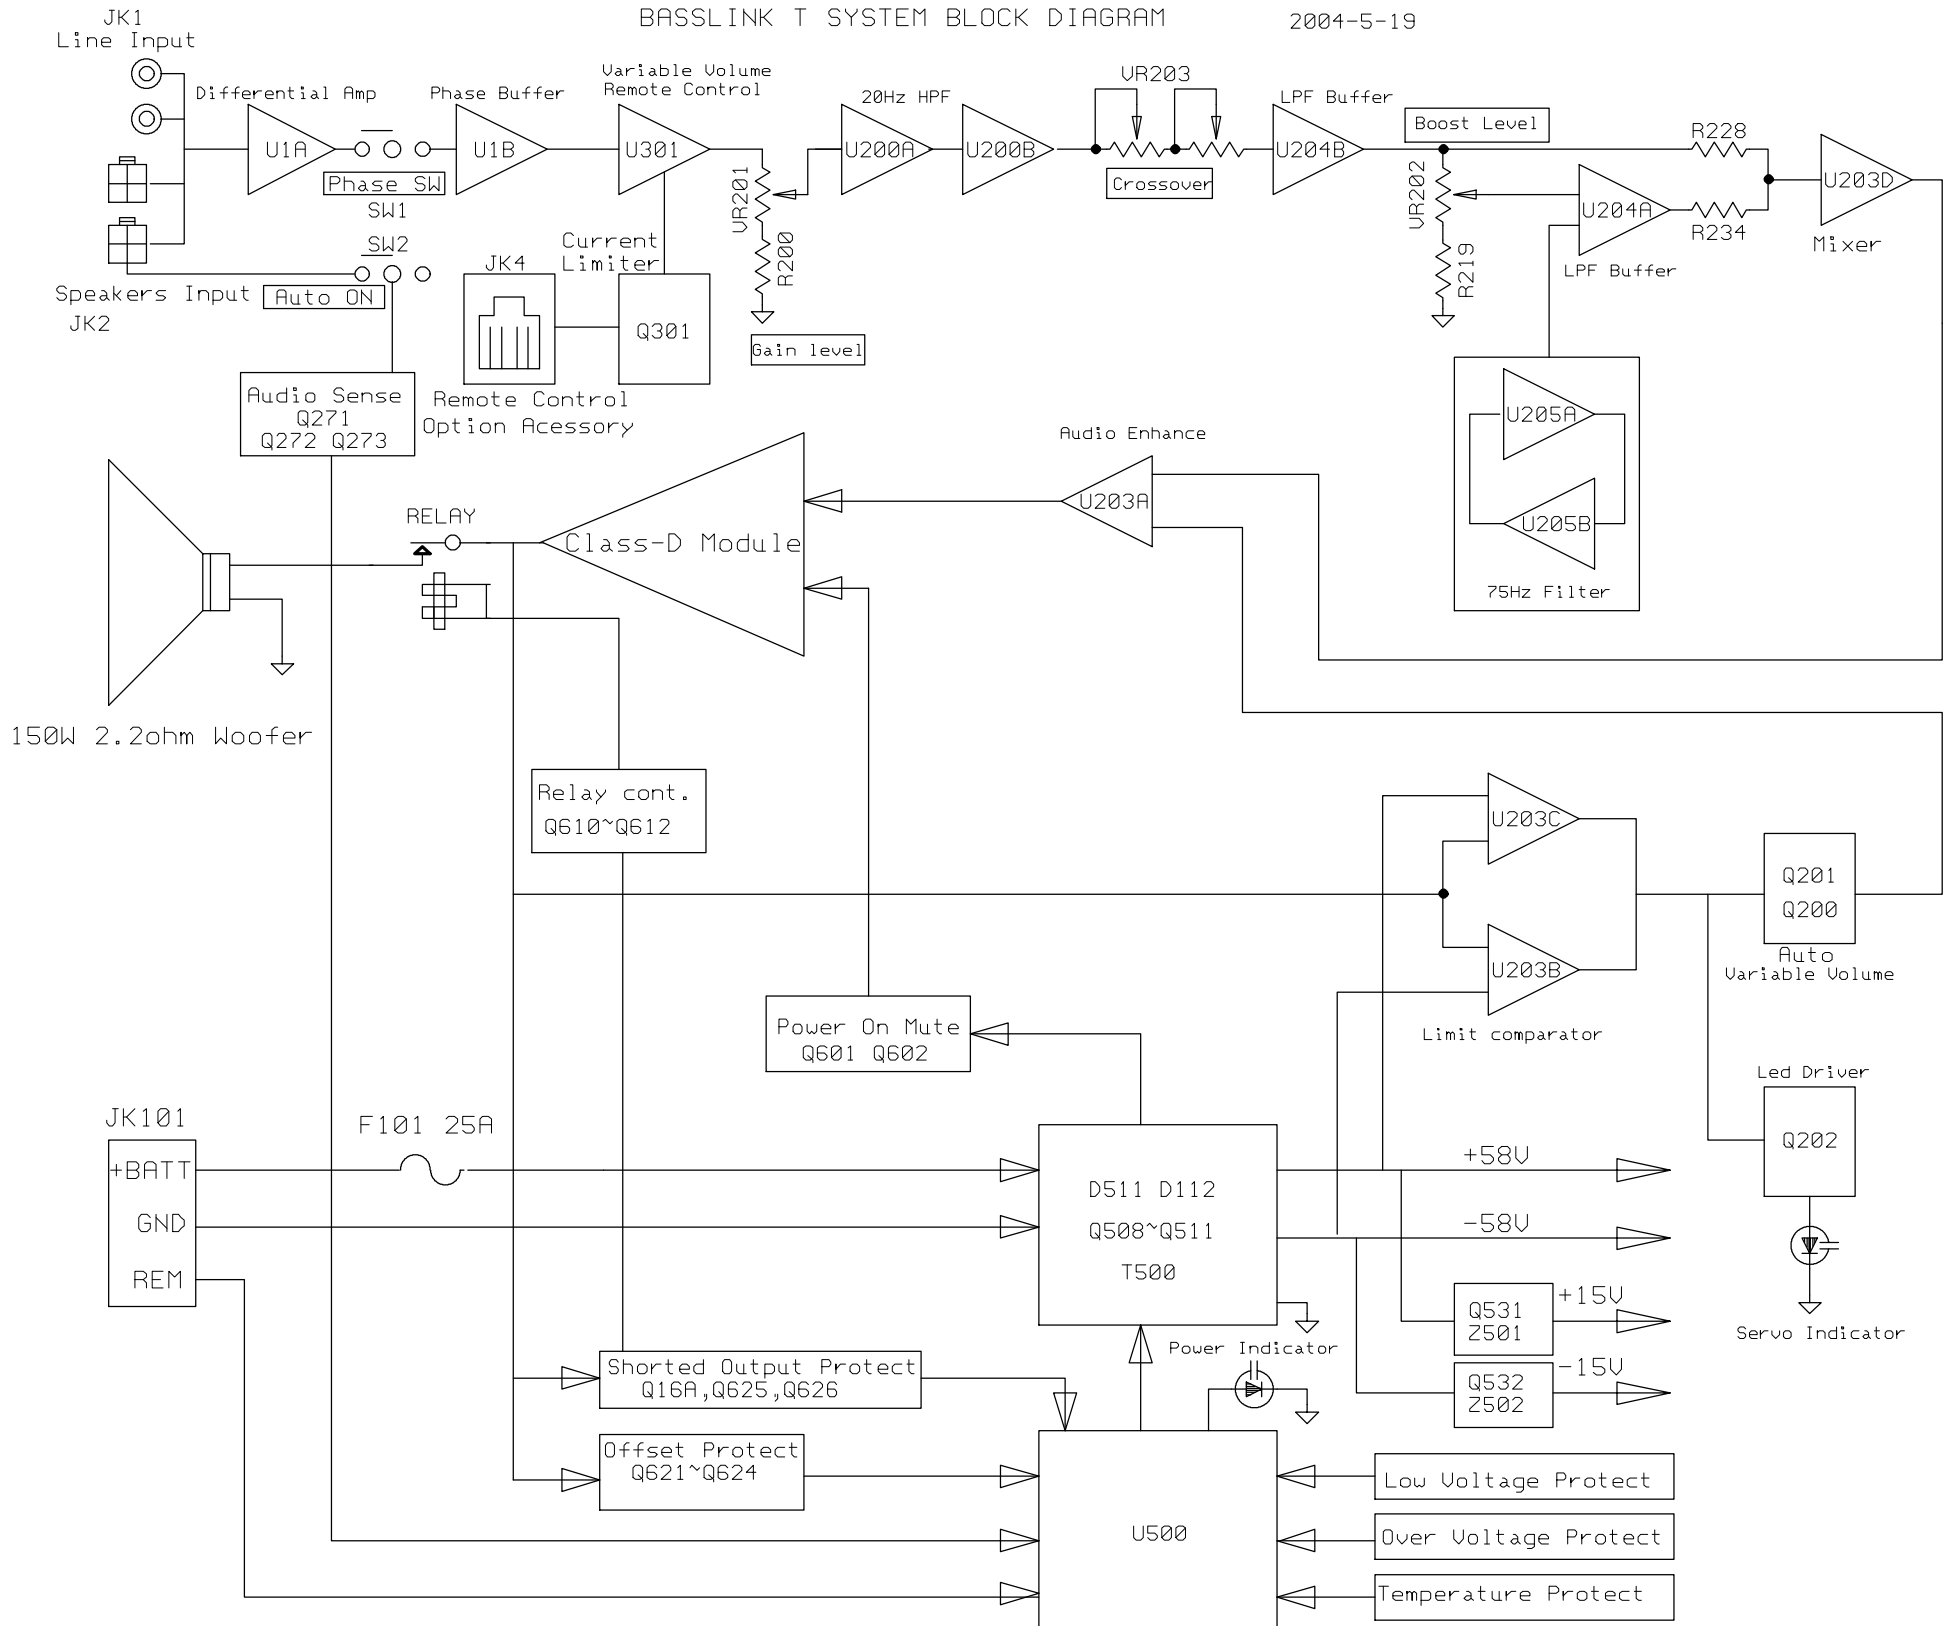 BASSLINK T SYSTEM BLOCK DIAGRAM
2004-5-19
JK1
Line Input
Differential Amp
U1A
Phase SW
SW1
SW2
Auto ON
Speakers Input
JK2
Phase Buffer
U1B
Variable Volume
Remote Control
U301
VR201
R200
Gain level
Current
Limiter
Q301
JK4
Remote Control
Option Acessory
20Hz HPF
U200A
U200B
VR203
Crossover
LPF Buffer
U204B
Boost Level
VR202
R219
U204A
LPF Buffer
R228
R234
U203D
Mixer
U205A
U205B
75Hz Filter
Audio Sense
Q271
Q272 Q273
RELAY
Class-D Module
Audio Enhance
U203A
150W 2.2ohm Woofer
Relay cont.
Q610~Q612
U203C
U203B
Limit comparator
Q201
Q200
Auto
Variable Volume
Power On Mute
Q601 Q602
Led Driver
Q202
Servo Indicator
JK101
+BATT
GND
REM
F101 25A
D511 D112
Q508~Q511
T500
+58V
-58V
Q531
Z501
+15V
Q532
Z502
-15V
Power Indicator
Shorted Output Protect
Q16A,Q625,Q626
Offset Protect
Q621~Q624
U500
Low Voltage Protect
Over Voltage Protect
Temperature Protect